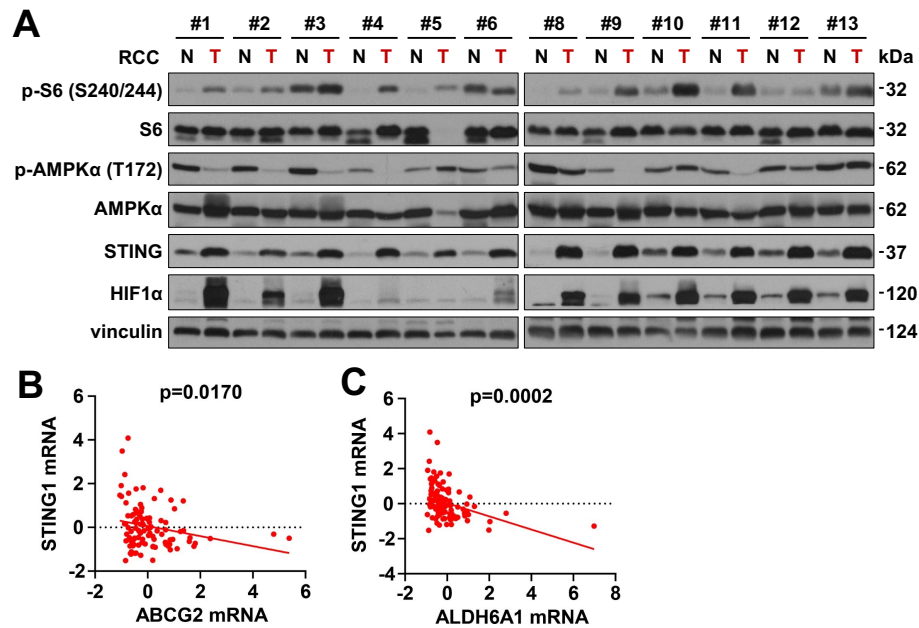 A
#1 #2 #3 #4 #5 #6 #8 #9 #10 #11 #12 #13
RCC N T N T N T N T N T N T N T N T N T N T N T N T kDa
p-S6 (S240/244) -32
S6 -32
p-AMPKα (T172) -62
AMPKα -62
STING -37
HIF1α -120
vinculin -124
B
p=0.0170
STING1 mRNA
6
4
2
0
-2
-2 0 2 4 6
ABCG2 mRNA
C
p=0.0002
STING1 mRNA
6
4
2
0
-2
-4
-2 0 2 4 6 8
ALDH6A1 mRNA